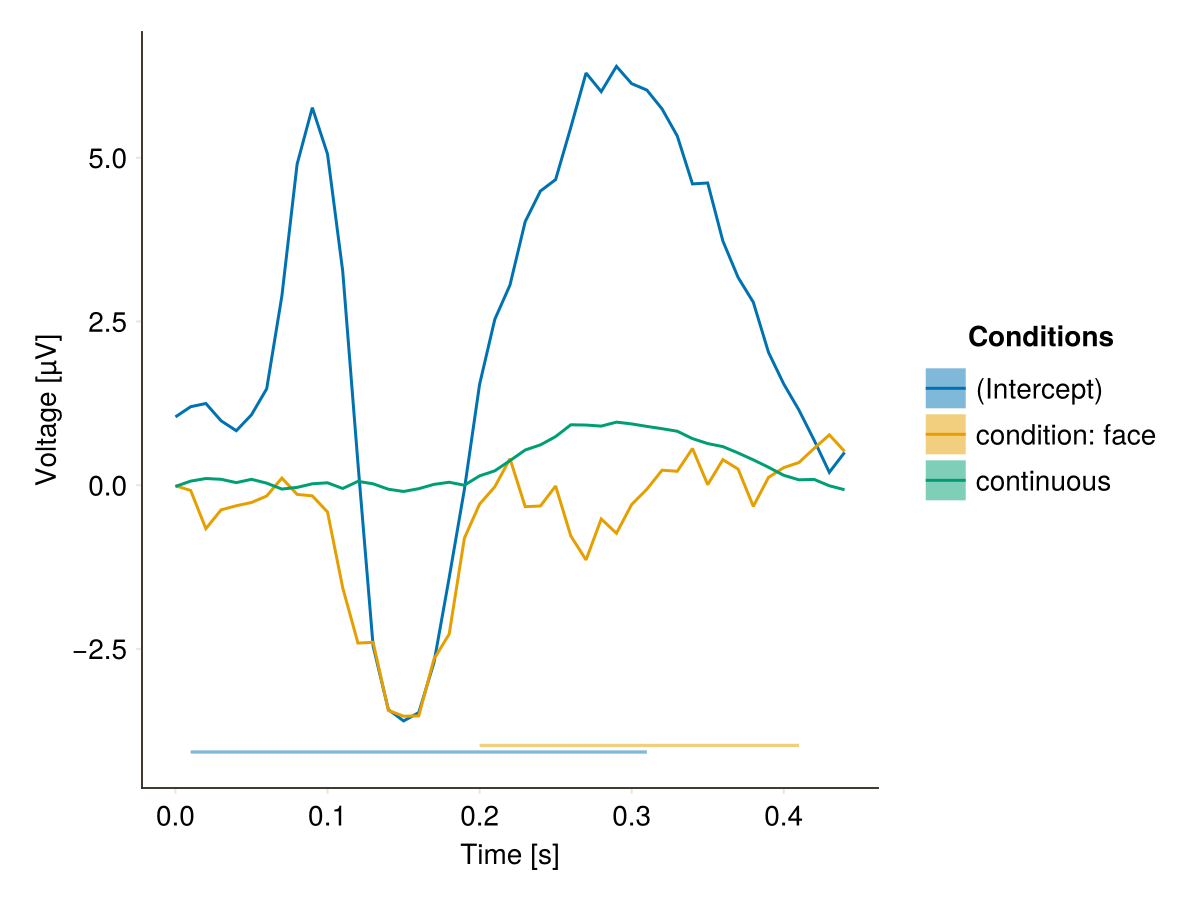 5.0
2.5
0.0
−2.5
Voltage [µV]
0.0 0.1 0.2 0.3 0.4
Time [s]
Conditions
(Intercept)
condition: face
continuous